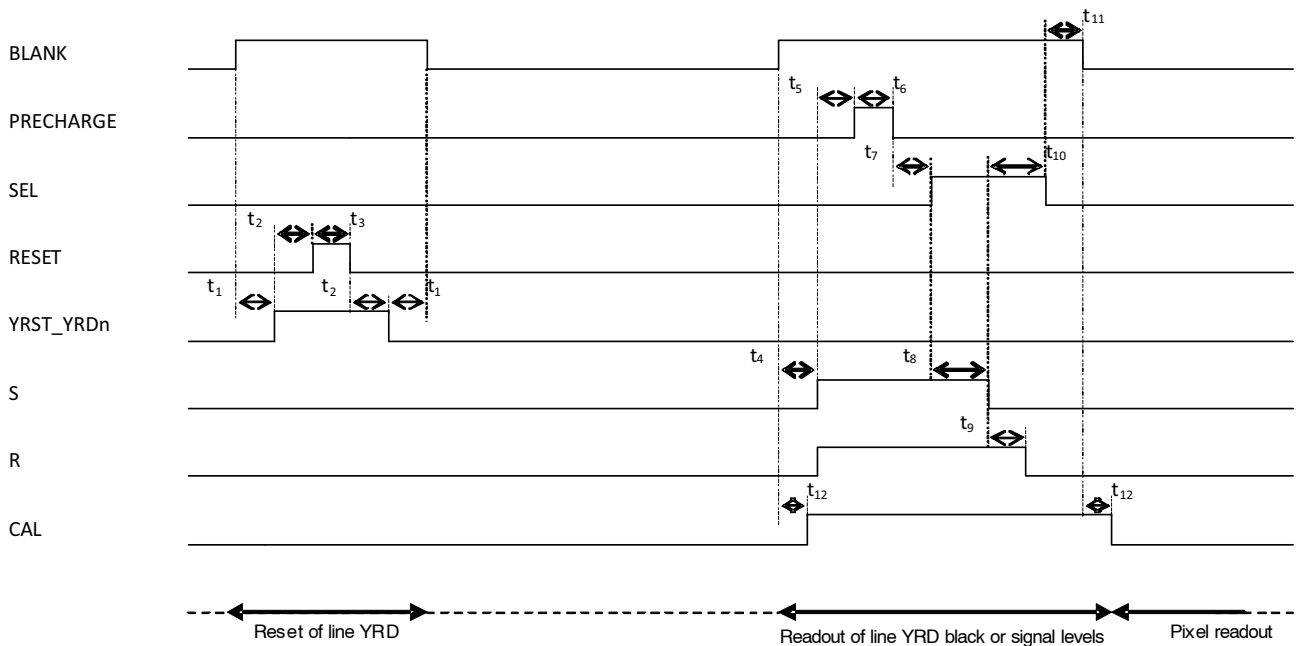 t₁₁
BLANK
t₅ t₆
PRECHARGE
t₇ t₁₀
SEL
t₂ t₃
RESET
t₁ t₂ t₁
YRST_YRDn
t₄ t₈
S
t₉
R
t₁₂ t₁₂
CAL
Reset of line YRD Readout of line YRD black or signal levels Pixel readout